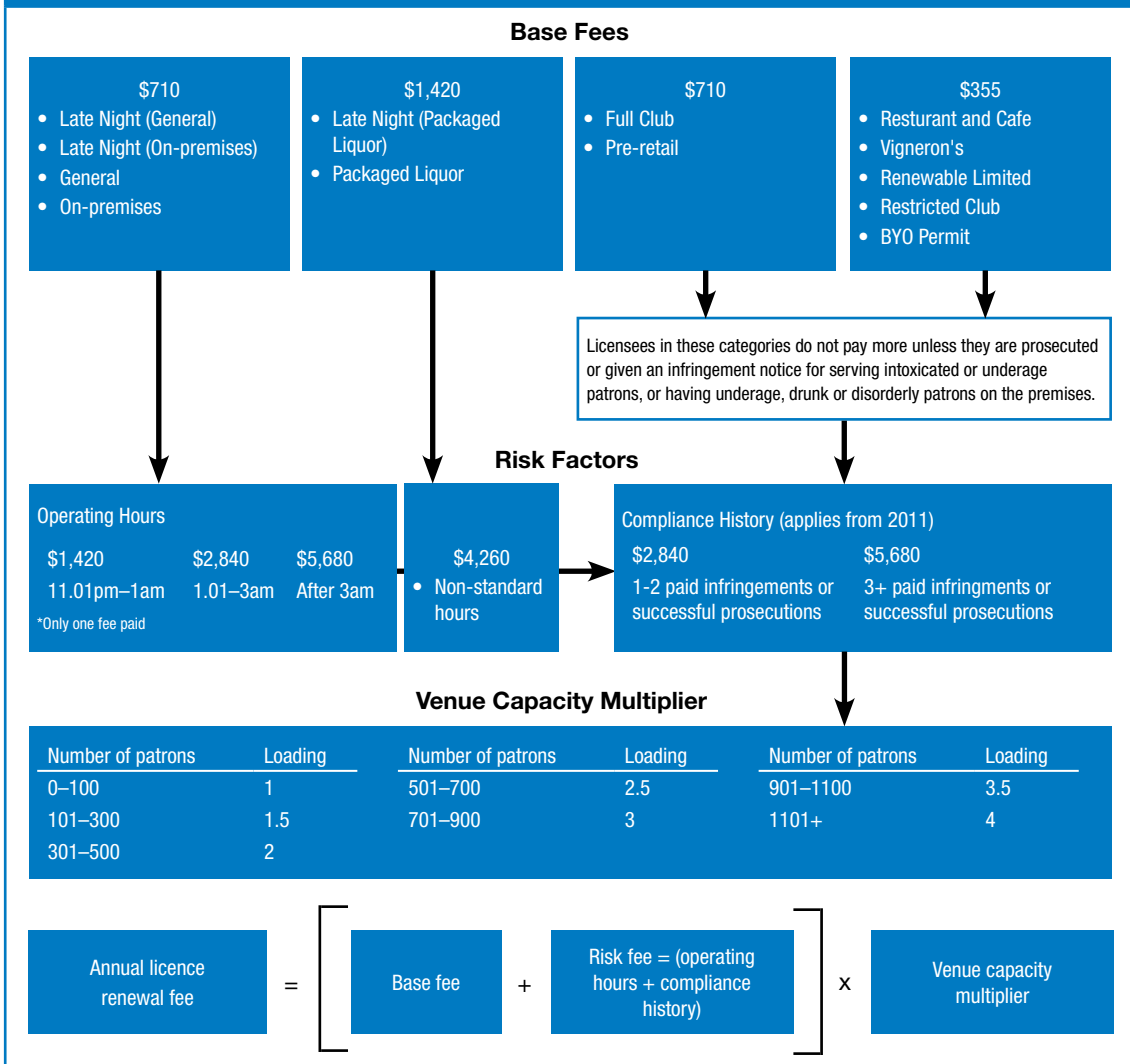 Base Fees
$710
• Late Night (General)
• Late Night (On-premises)
• General
• On-premises
$1,420
• Late Night (Packaged
Liquor)
• Packaged Liquor
$710
• Full Club
• Pre-retail
$355
• Resturant and Cafe
• Vigneron's
• Renewable Limited
• Restricted Club
• BYO Permit
Licensees in these categories do not pay more unless they are prosecuted
or given an infringement notice for serving intoxicated or underage
patrons, or having underage, drunk or disorderly patrons on the premises.
Risk Factors
Operating Hours
$1,420 $2,840 $5,680
11.01pm–1am 1.01–3am After 3am
*Only one fee paid
$4,260
• Non-standard
hours
Compliance History (applies from 2011)
$2,840
1-2 paid infringements or
successful prosecutions
$5,680
3+ paid infringments or
successful prosecutions
Venue Capacity Multiplier
Number of patrons Loading
0–100 1
101–300 1.5
301–500 2
Number of patrons Loading
501–700 2.5
701–900 3
Number of patrons Loading
901–1100 3.5
1101+ 4
Annual licence
renewal fee
=
Base fee
+
Risk fee = (operating
hours + compliance
history)
x
Venue capacity
multiplier